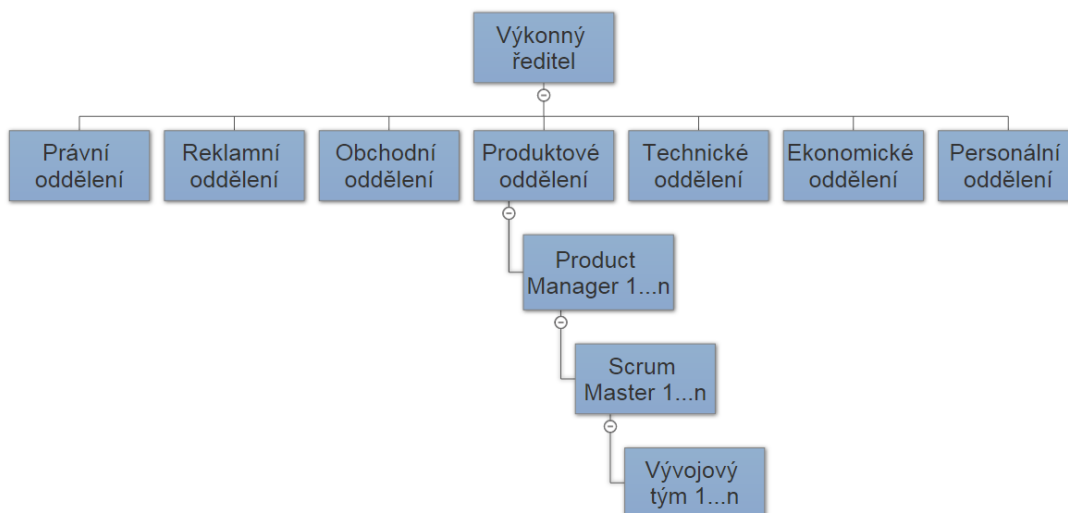 Výkonný
ředitel
Právní
oddělení
Reklamní
oddělení
Obchodní
oddělení
Produktové
oddělení
Technické
oddělení
Ekonomické
oddělení
Personální
oddělení
Product
Manager 1...n
Scrum
Master 1...n
Vývojový
tým 1...n